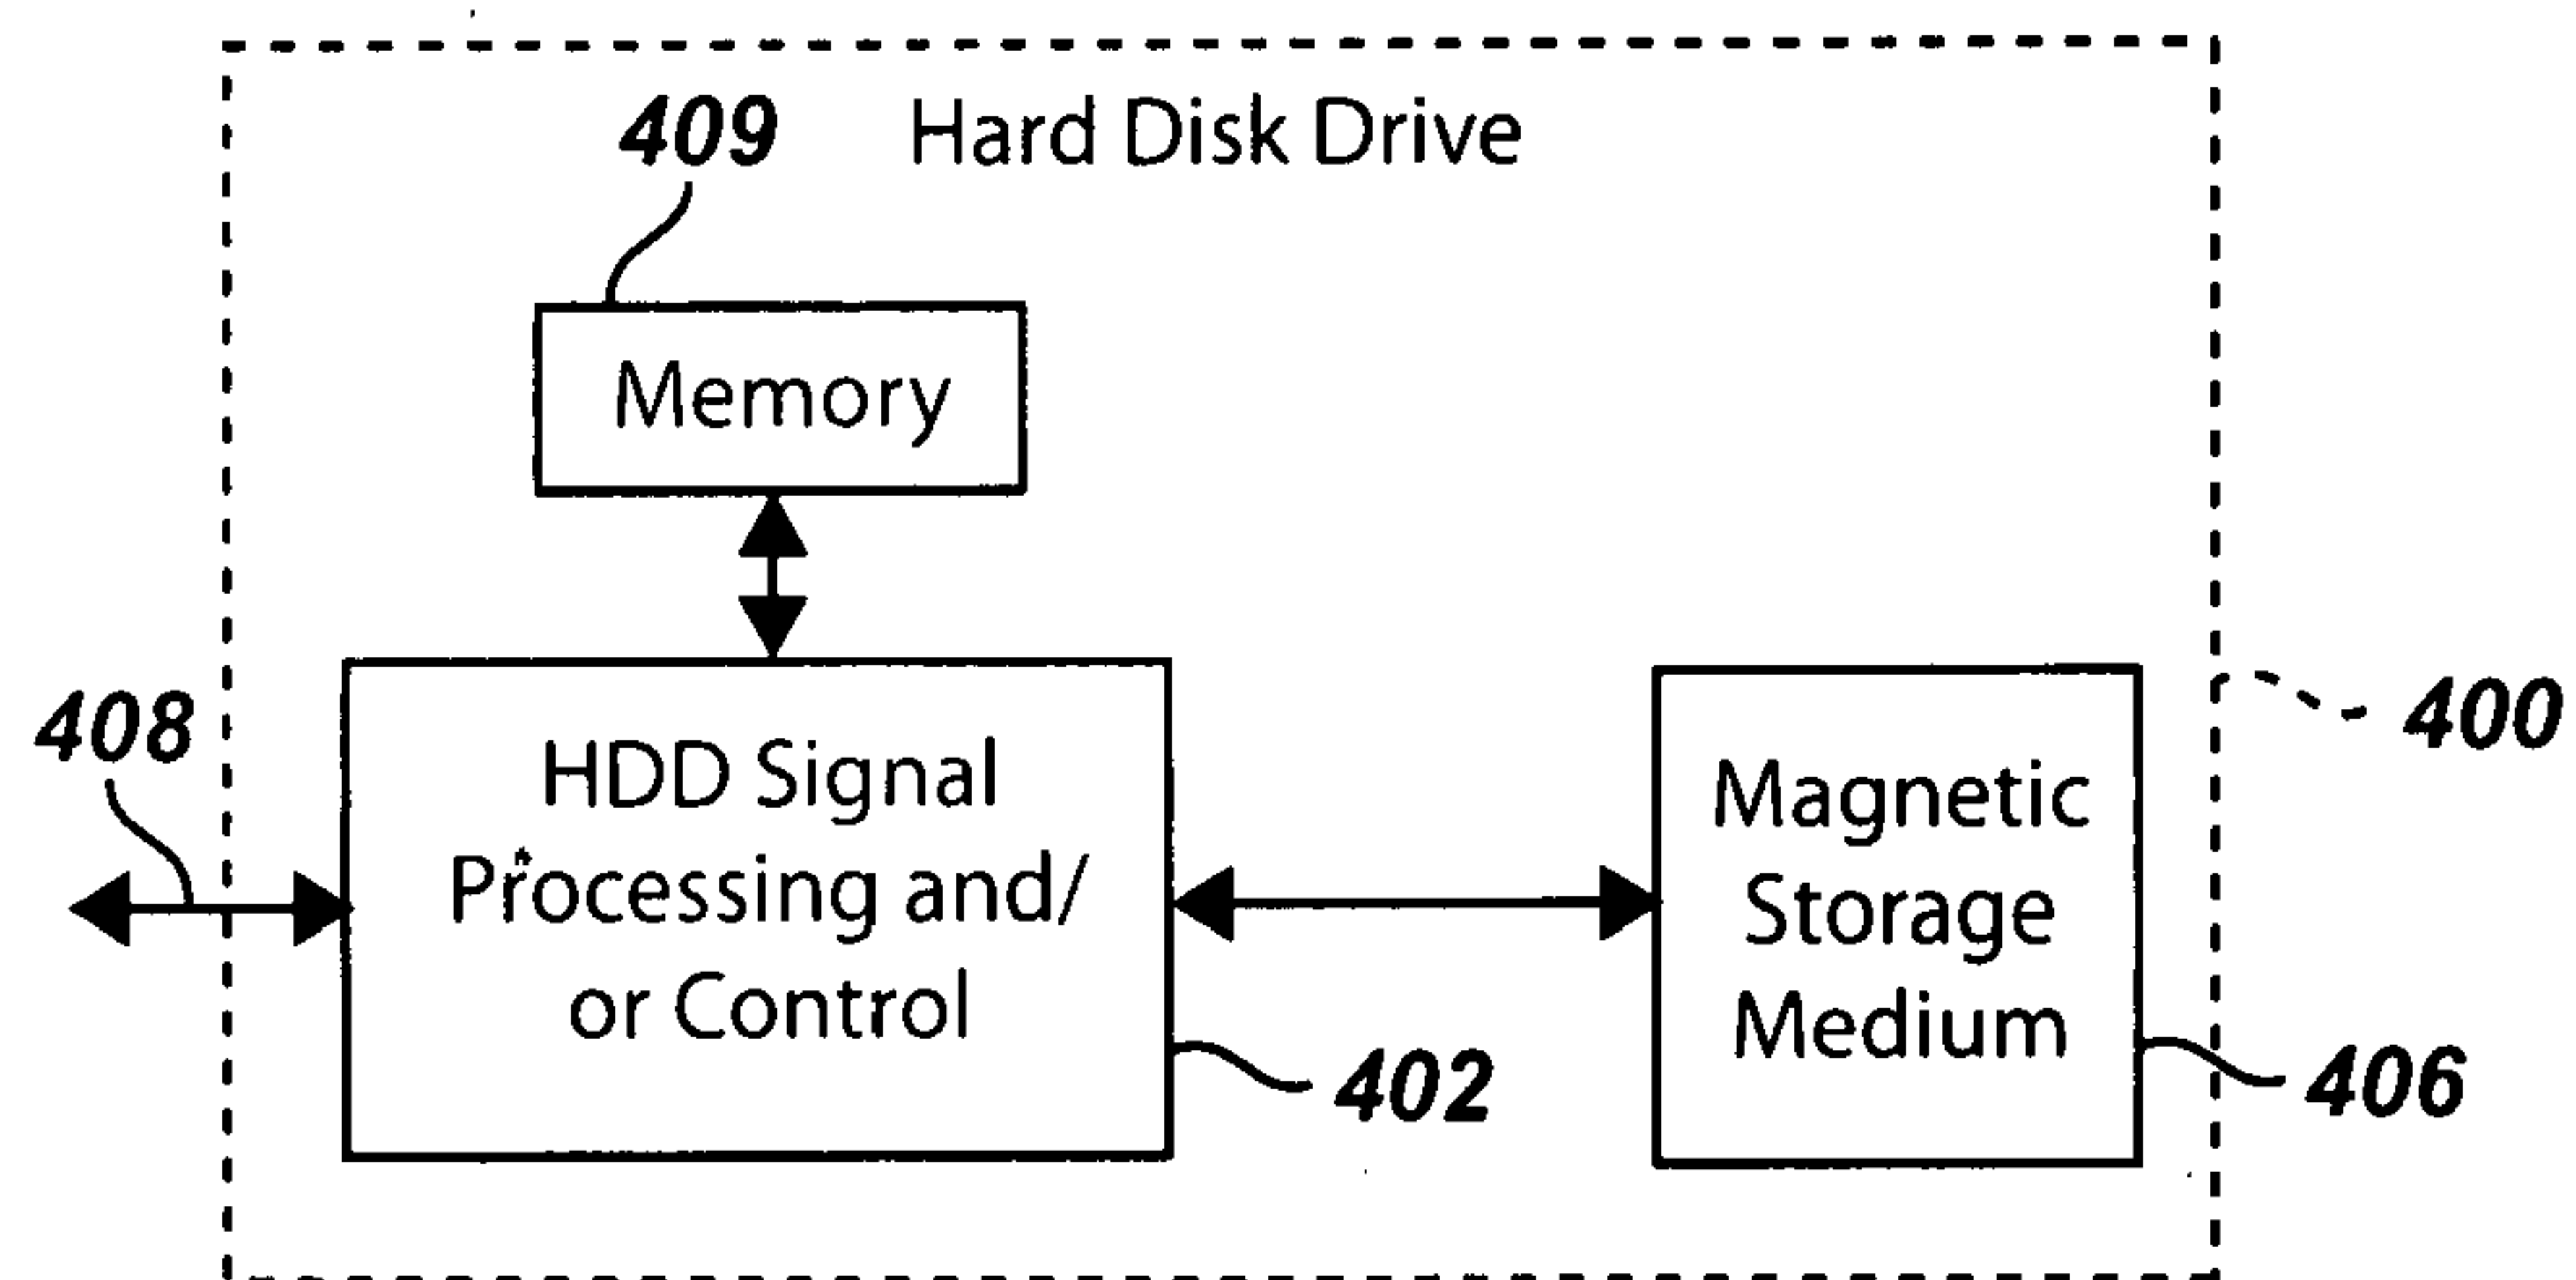 409
Hard Disk Drive
Memory
408
400
HDD Signal
Processing and/
or Control
Magnetic
Storage
Medium
402
406